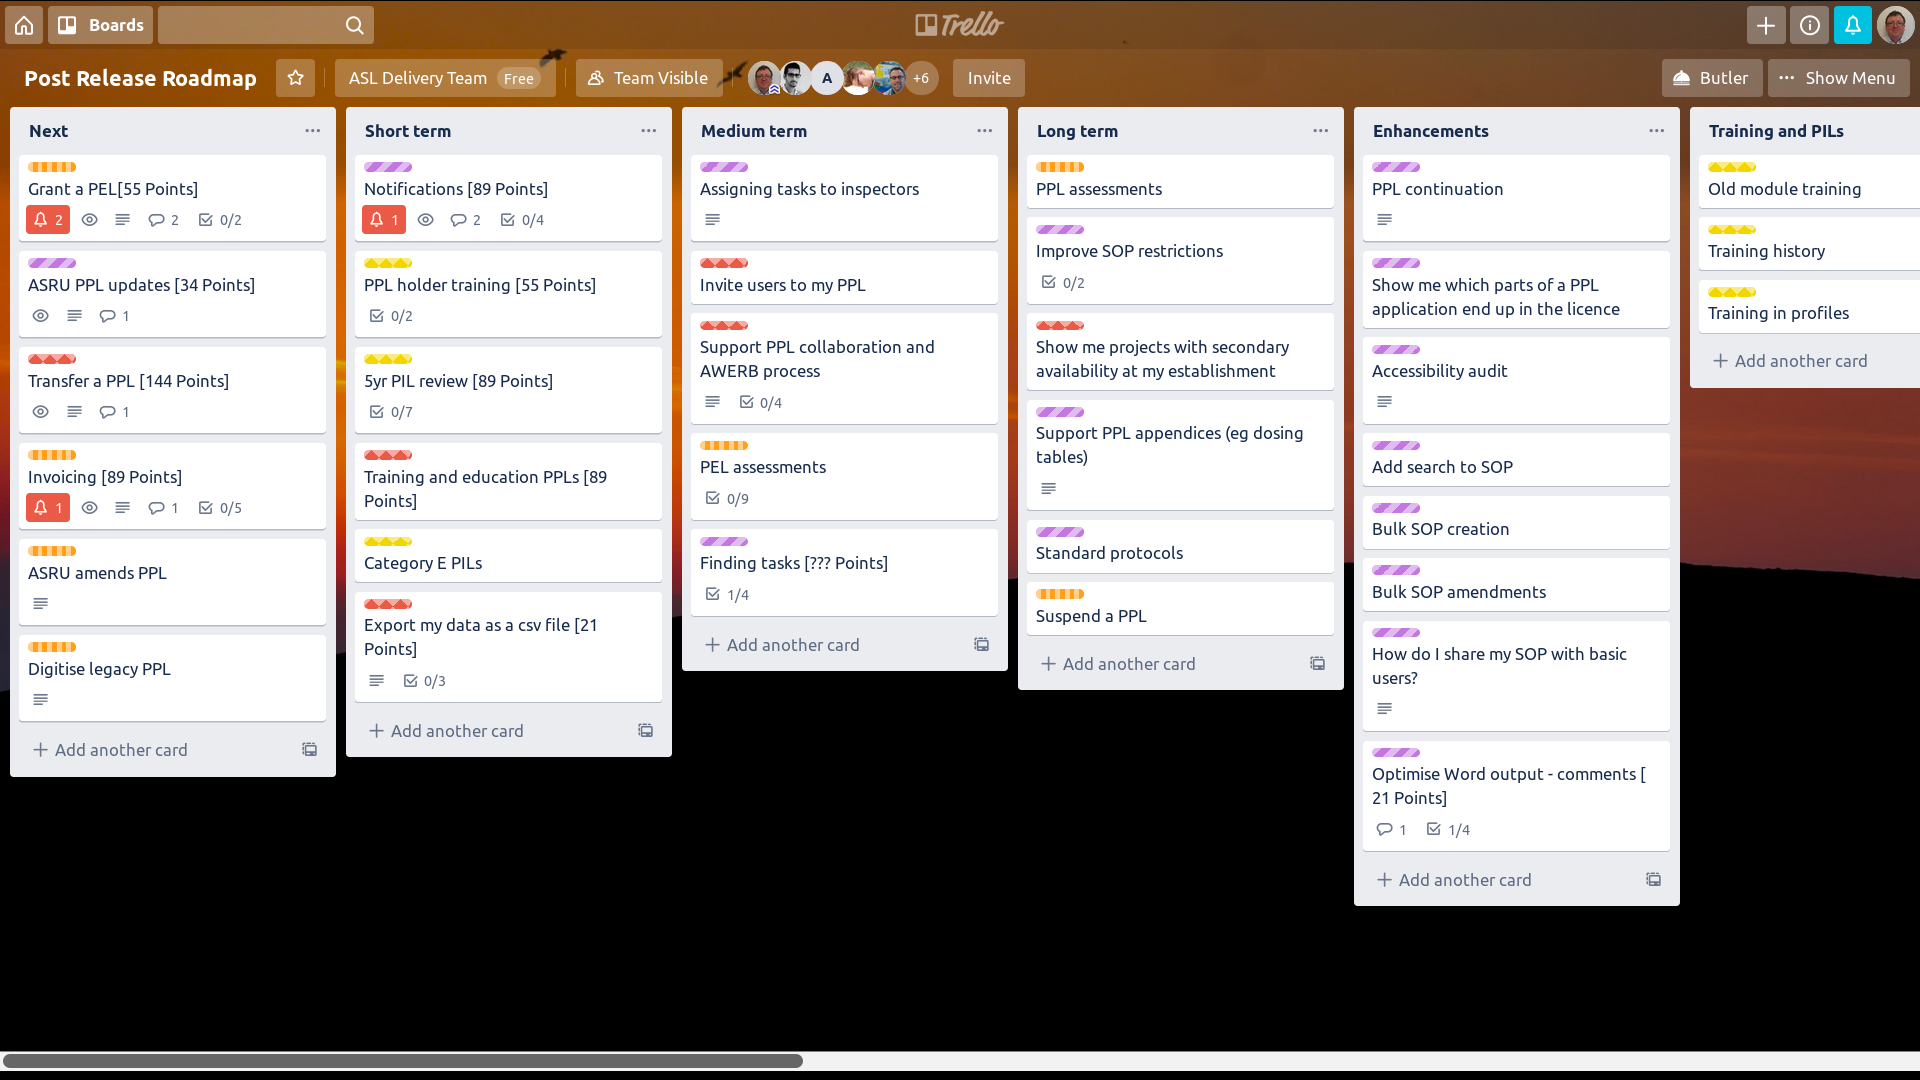 Boards
Trello
Post Release Roadmap
ASL Delivery Team Free
Team Visible
A
+6
Invite
Butler
Show Menu
Next
Grant a PEL[55 Points]
2 2 0/2
ASRU PPL updates [34 Points]
1
Transfer a PPL [144 Points]
1
Invoicing [89 Points]
1 1 0/5
ASRU amends PPL
Digitise legacy PPL
+ Add another card
Short term
Notifications [89 Points]
1 2 0/4
PPL holder training [55 Points]
0/2
5yr PIL review [89 Points]
0/7
Training and education PPLs [89
Points]
Category E PILs
Export my data as a csv file [21
Points]
0/3
+ Add another card
Medium term
Assigning tasks to inspectors
Invite users to my PPL
Support PPL collaboration and
AWERB process
0/4
PEL assessments
0/9
Finding tasks [??? Points]
1/4
+ Add another card
Long term
PPL assessments
Improve SOP restrictions
0/2
Show me projects with secondary
availability at my establishment
Support PPL appendices (eg dosing
tables)
Standard protocols
Suspend a PPL
+ Add another card
Enhancements
PPL continuation
Show me which parts of a PPL
application end up in the licence
Accessibility audit
Add search to SOP
Bulk SOP creation
Bulk SOP amendments
How do I share my SOP with basic
users?
Optimise Word output - comments [
21 Points]
1 1/4
+ Add another card
Training and PILs
Old module training
Training history
Training in profiles
+ Add another card